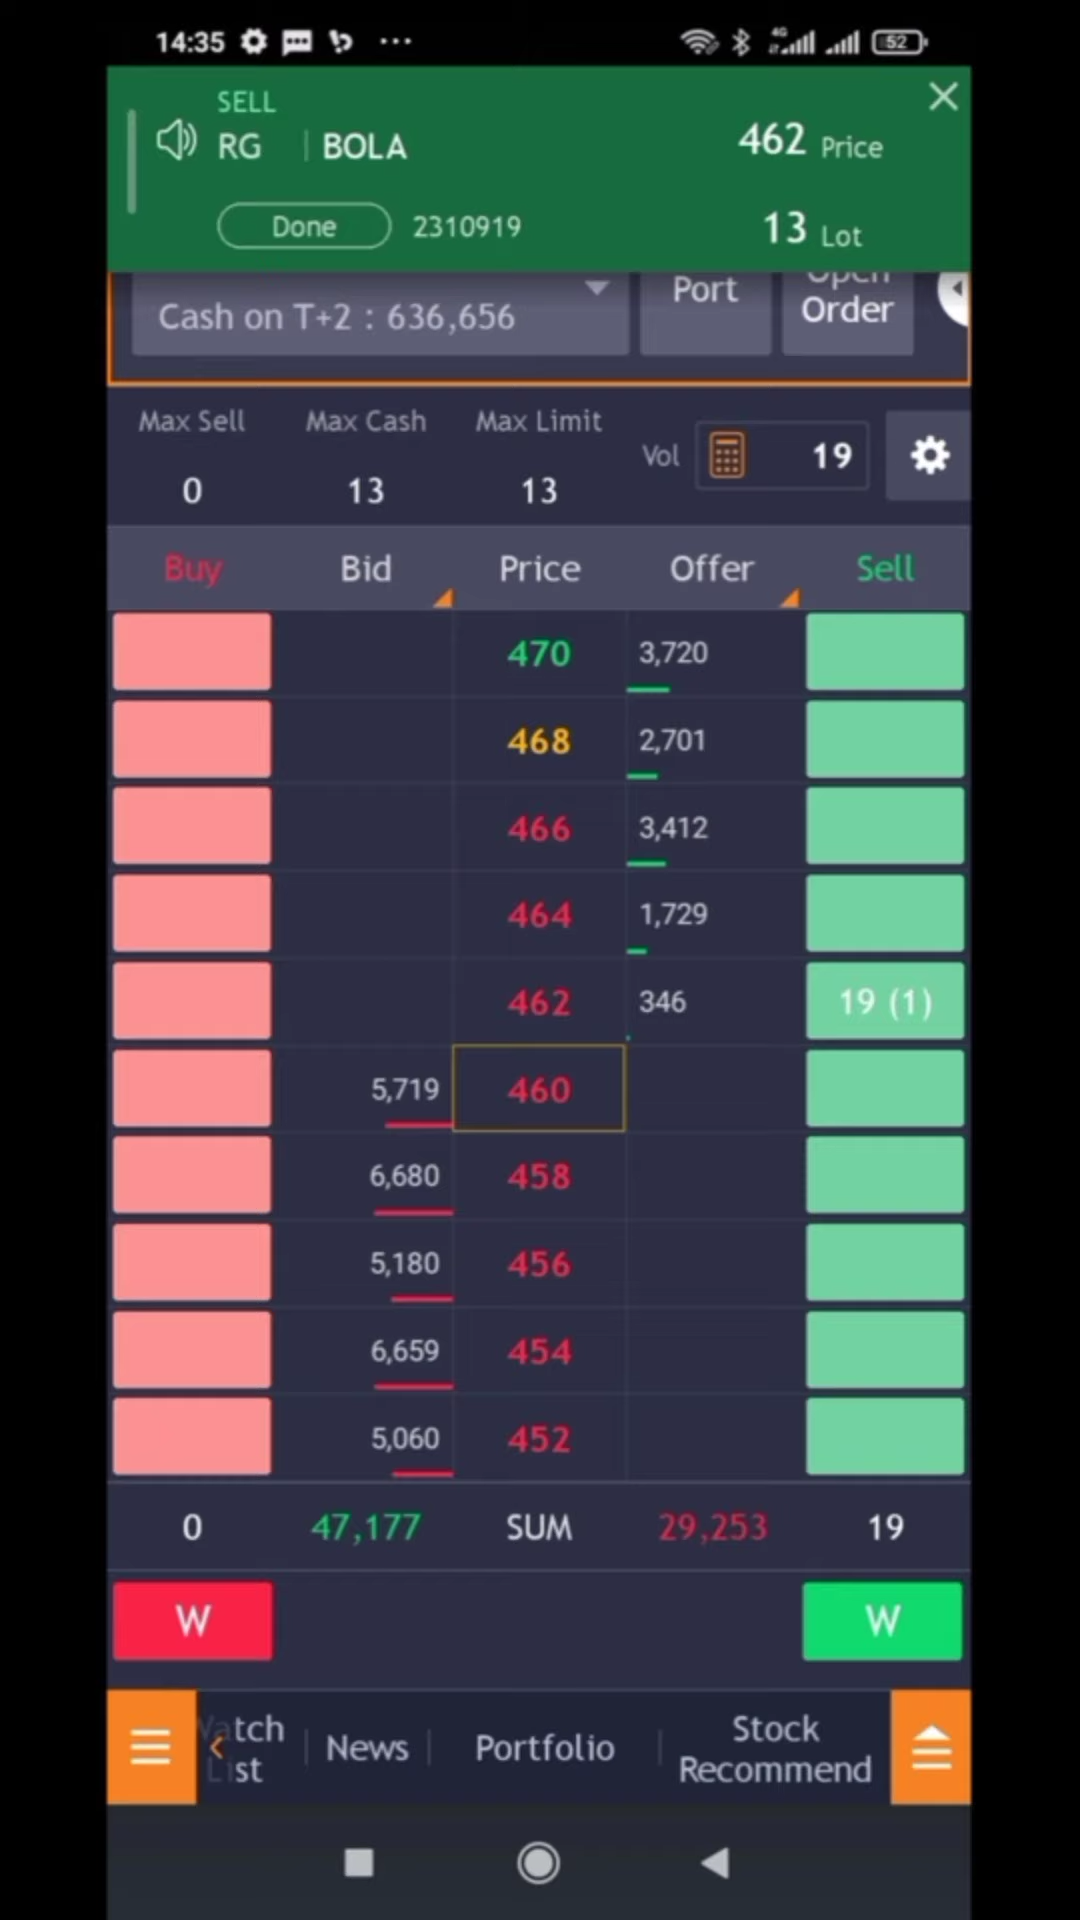 14:35 ... 4G 52
SELL
RG | BOLA 462 Price
Done 2310919 13 Lot
Cash on T+2 : 636,656 Port Open Order
Max Sell Max Cash Max Limit Vol 19
0 13 13
Buy Bid Price Offer Sell
470 3,720
468 2,701
466 3,412
464 1,729
462 346 19 (1)
5,719 460
6,680 458
5,180 456
6,659 454
5,060 452
0 47,177 SUM 29,253 19
W W
Watch List | News | Portfolio | Stock Recommend